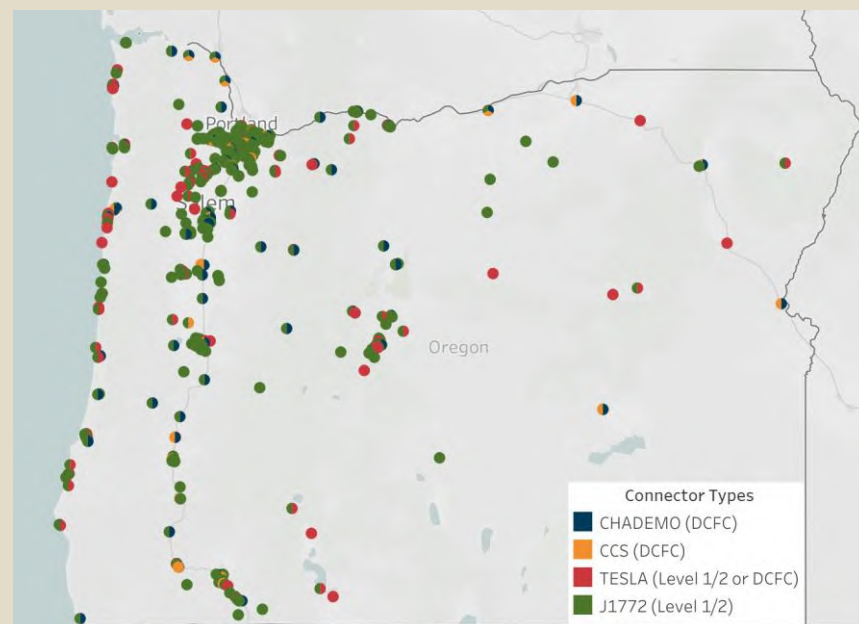 Portland
Salem
Oregon
Connector Types
CHADEMO (DCFC)
CCS (DCFC)
TESLA (Level 1/2 or DCFC)
J1772 (Level 1/2)